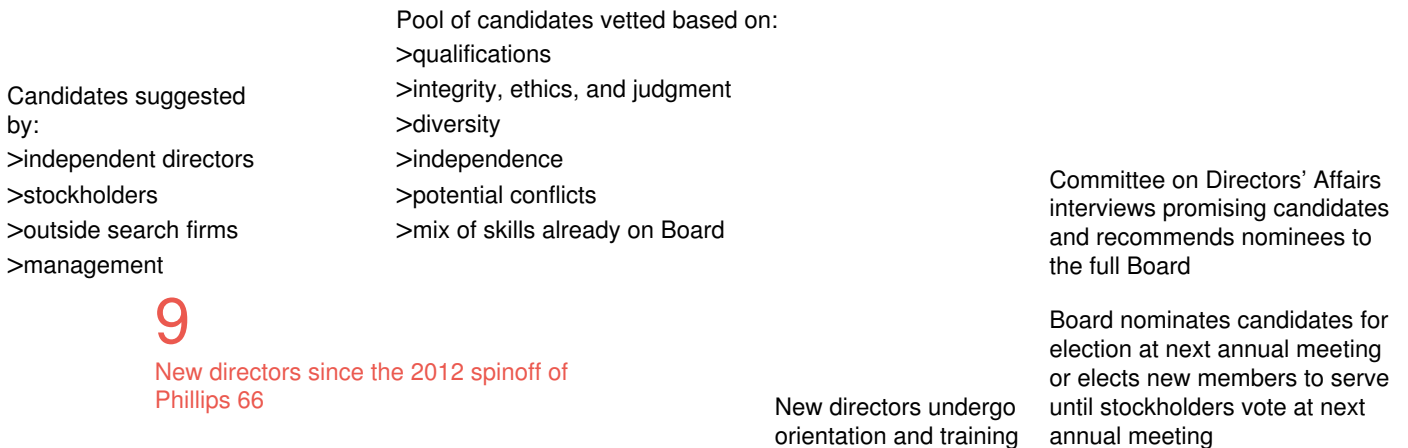 Candidates suggested
by:
>independent directors
>stockholders
>outside search firms
>management
Pool of candidates vetted based on:
>qualifications
>integrity, ethics, and judgment
>diversity
>independence
>potential conflicts
>mix of skills already on Board
Committee on Directors’ Affairs
interviews promising candidates
and recommends nominees to
the full Board
Board nominates candidates for
election at next annual meeting
or elects new members to serve
until stockholders vote at next
annual meeting
New directors undergo
orientation and training
9
New directors since the 2012 spinoff of
Phillips 66